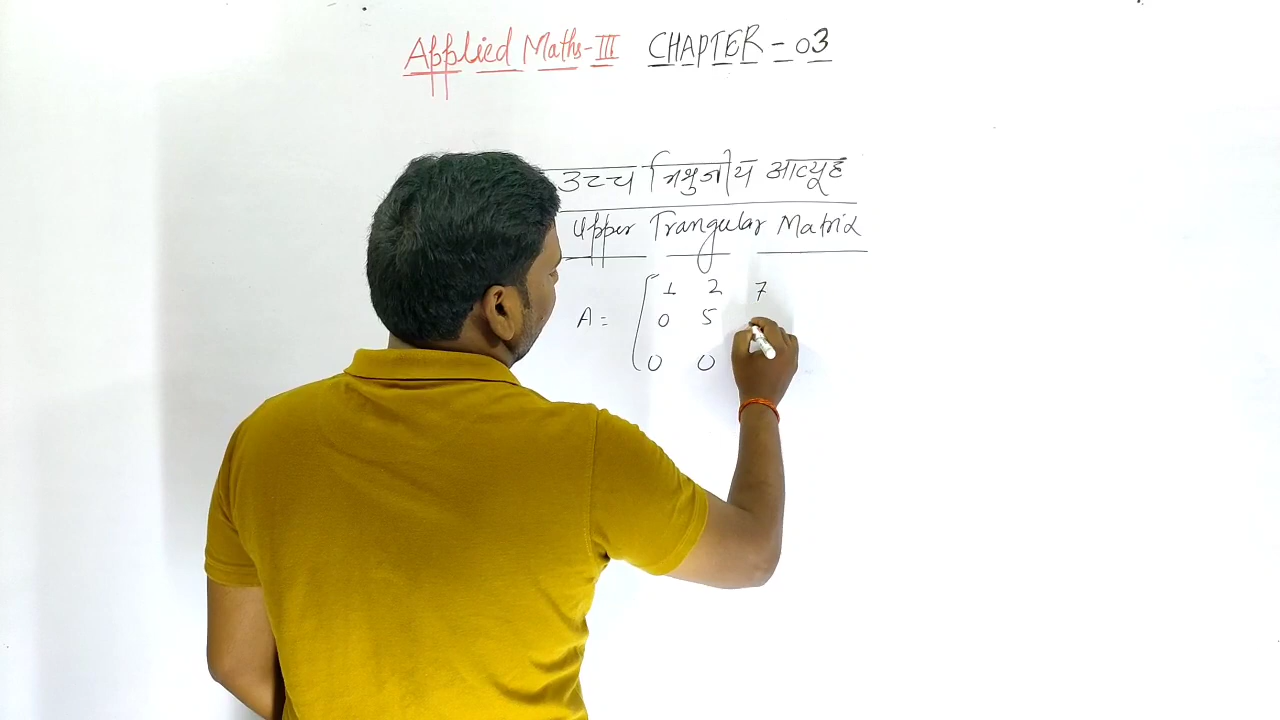 Applied Maths-III CHAPTER-03
उच्च त्रिभुजीय आव्यूह
Upper Trangular Matrix
1 2 7
A = 0 5
0 0